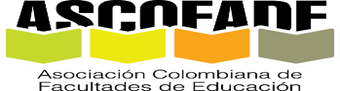 ASCOFADE
Asociación Colombiana de
Facultades de Educación